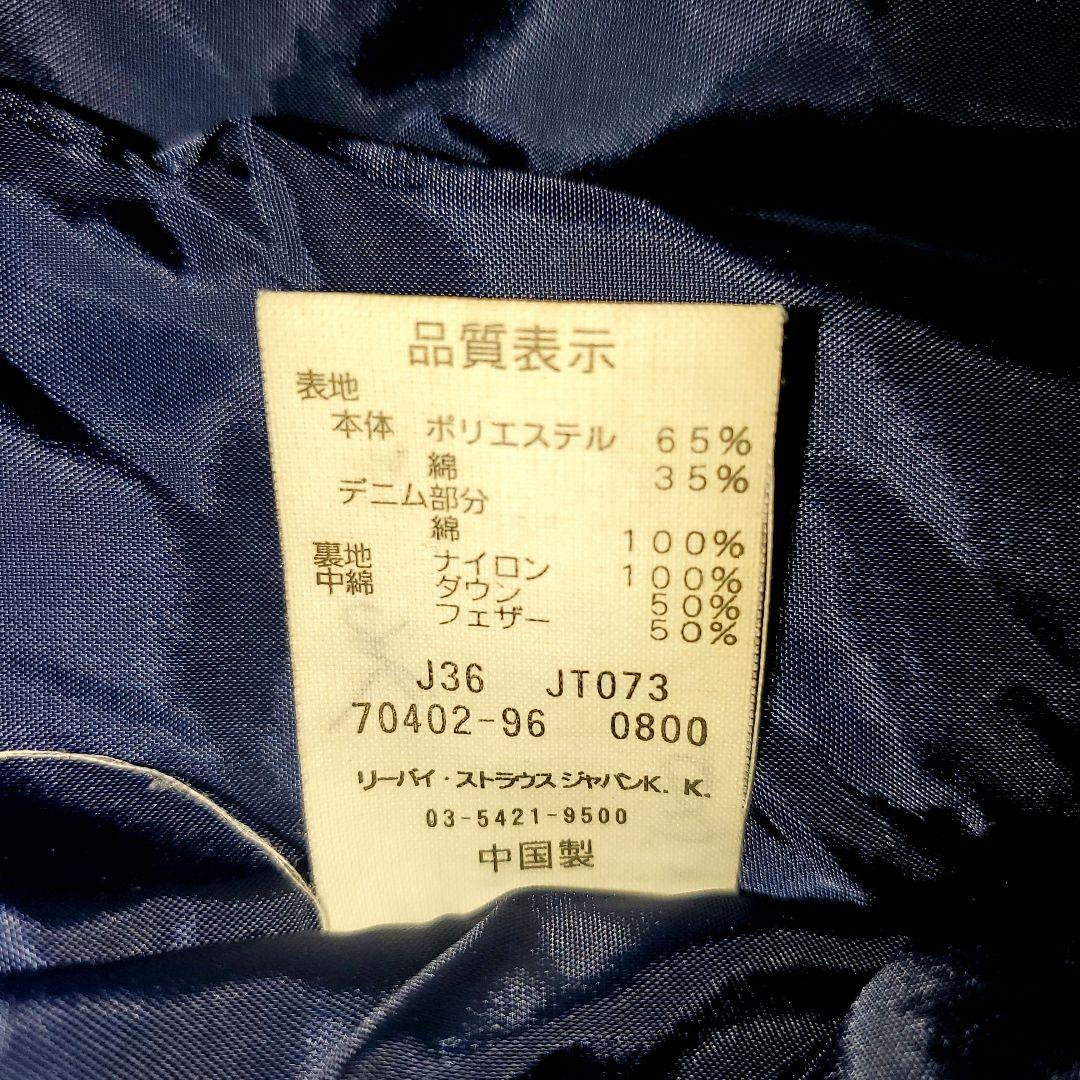 品質表示
表地
本体 ポリエステル 65%
綿 35%
デニム部分
綿 100%
裏地 ナイロン 100%
中綿 ダウン 50%
フェザー 50%
J36 JT073
70402-96 0800
リーバイ・ストラウスジャパンK.K.
03-5421-9500
中国製